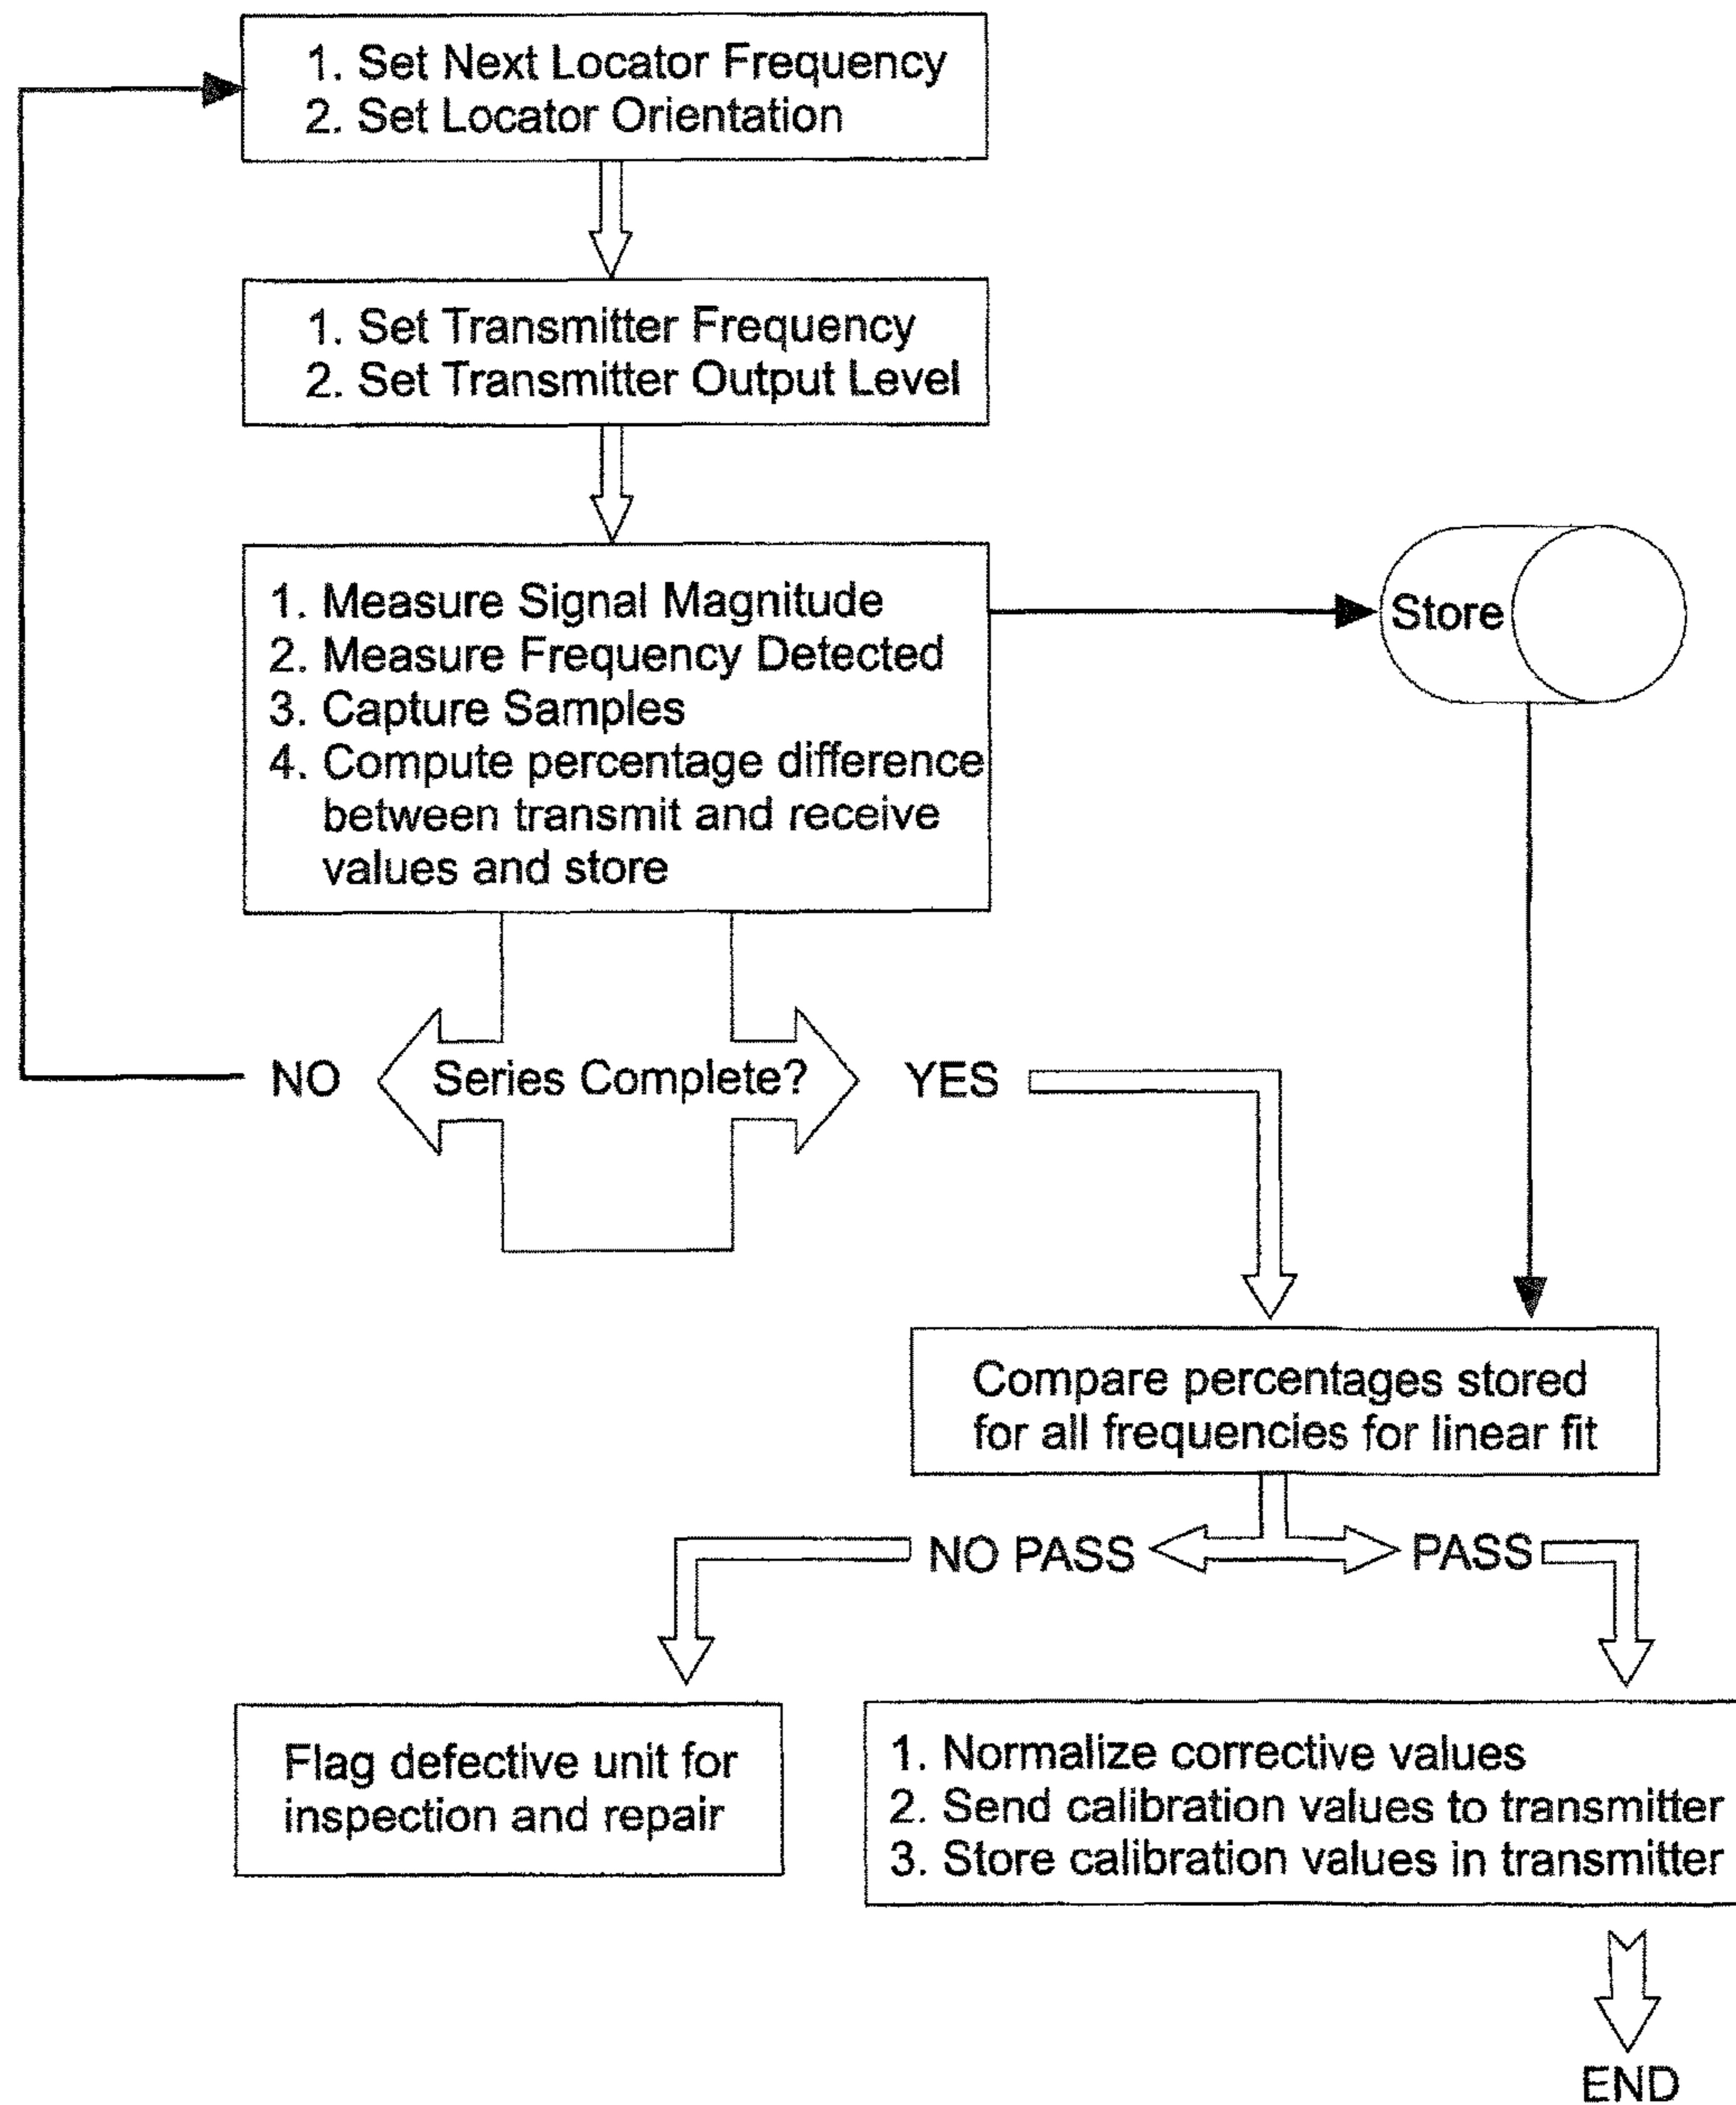 1. Set Next Locator Frequency
2. Set Locator Orientation
1. Set Transmitter Frequency
2. Set Transmitter Output Level
1. Measure Signal Magnitude
2. Measure Frequency Detected
3. Capture Samples
4. Compute percentage difference
between transmit and receive
values and store
Store
NO
Series Complete?
YES
Compare percentages stored
for all frequencies for linear fit
NO PASS
PASS
Flag defective unit for
inspection and repair
1. Normalize corrective values
2. Send calibration values to transmitter
3. Store calibration values in transmitter
END